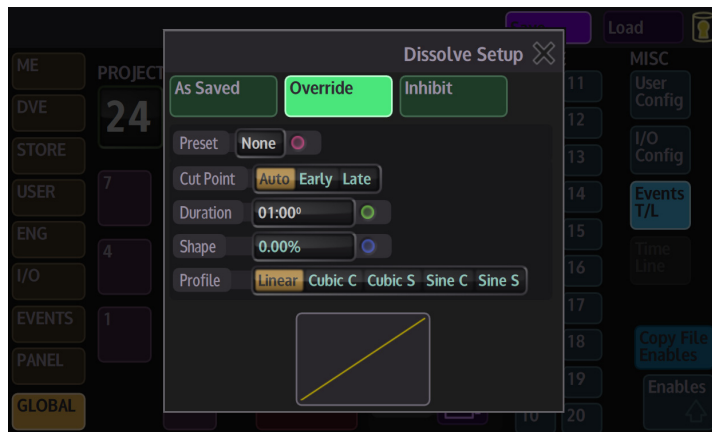 Load
Dissolve Setup
ME
PROJECT
MISC
As Saved
Override
Inhibit
11
User
Config
DVE
24
12
STORE
Preset
None
13
I/O
Config
USER
7
Cut Point
Auto Early Late
14
Events
T/L
ENG
Duration
01:00⁰
15
4
Shape
0.00%
Time
Line
I/O
Profile
Linear Cubic C Cubic S Sine C Sine S
16
EVENTS
1
17
PANEL
18
Copy File
Enables
19
Enables
GLOBAL
10
20